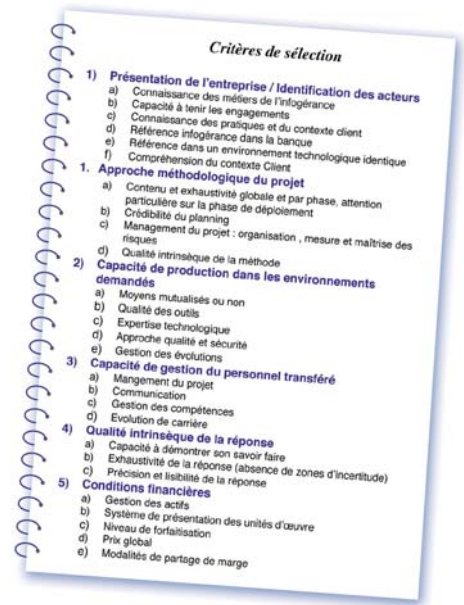 Critères de sélection
1) Présentation de l'entreprise / Identification des acteurs
a) Connaissance des métiers de l'infogérance
b) Capacité à tenir les engagements
c) Connaissance des pratiques et du contexte client
d) Référence infogérance dans la banque
e) Référence dans un environnement technologique identique
f) Compréhension du contexte Client
1. Approche méthodologique du projet
a) Contenu et exhaustivité globale et par phase, attention
particulière sur la phase de déploiement
b) Crédibilité du planning
c) Management du projet : organisation , mesure et maîtrise des
risques
d) Qualité intrinsèque de la méthode
2) Capacité de production dans les environnements
demandés
a) Moyens mutualisés ou non
b) Qualité des outils
c) Expertise technologique
d) Approche qualité et sécurité
e) Gestion des évolutions
3) Capacité de gestion du personnel transféré
a) Mangement du projet
b) Communication
c) Gestion des compétences
d) Evolution de carrière
4) Qualité intrinsèque de la réponse
a) Capacité à démontrer son savoir faire
b) Exhaustivité de la réponse (absence de zones d'incertitude)
c) Précision et lisibilité de la réponse
5) Conditions financières
a) Gestion des actifs
b) Système de présentation des unités d'œuvre
c) Niveau de forfaitisation
d) Prix global
e) Modalités de partage de marge